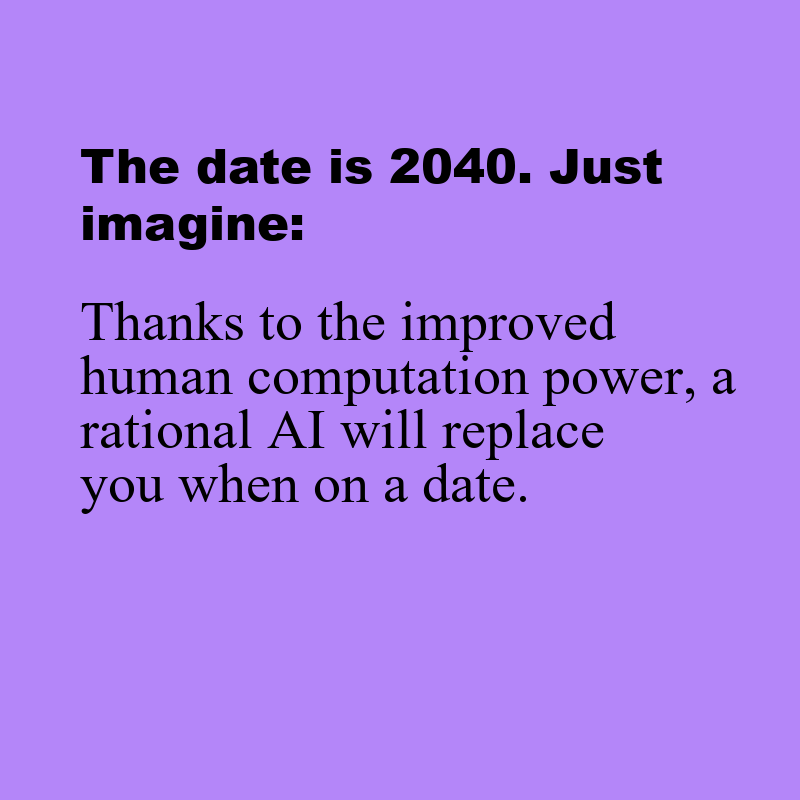 The date is 2040. Just
imagine:
Thanks to the improved
human computation power, a
rational AI will replace
you when on a date.